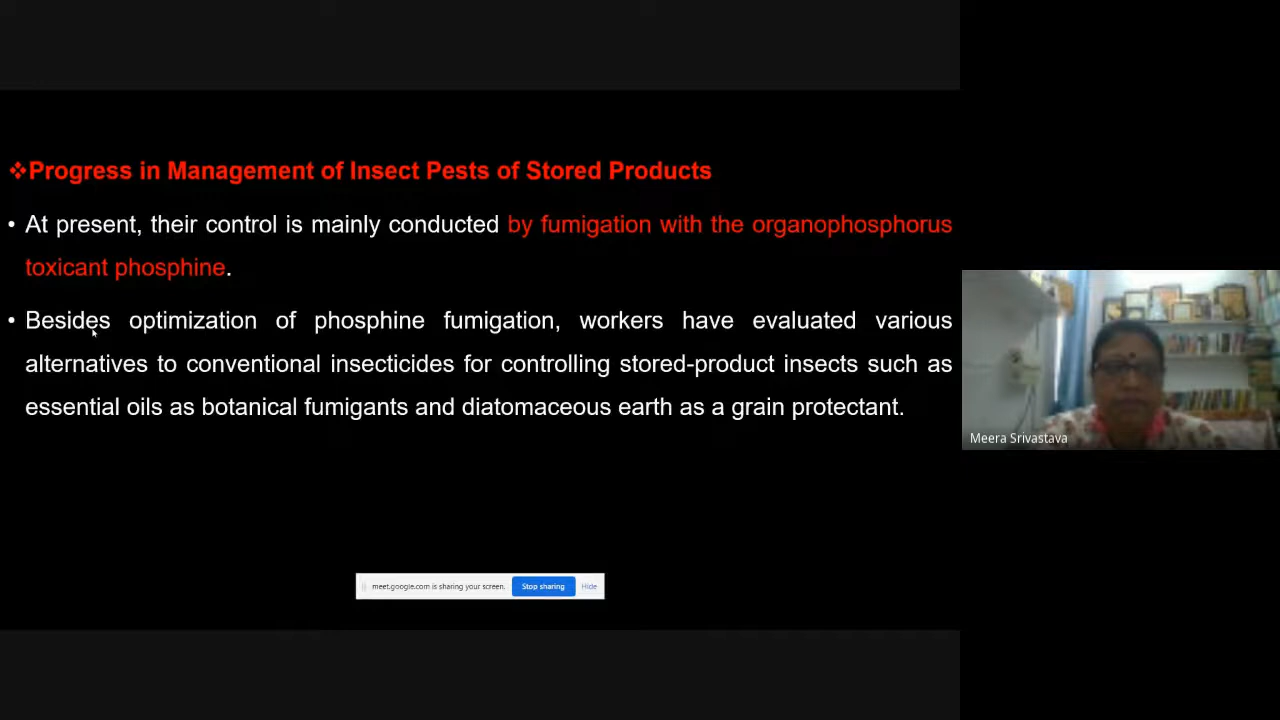 ❖Progress in Management of Insect Pests of Stored Products
• At present, their control is mainly conducted by fumigation with the organophosphorus
toxicant phosphine.
• Besides optimization of phosphine fumigation, workers have evaluated various
alternatives to conventional insecticides for controlling stored-product insects such as
essential oils as botanical fumigants and diatomaceous earth as a grain protectant.
Meera Srivastava
meet.google.com is sharing your screen. Stop sharing Hide